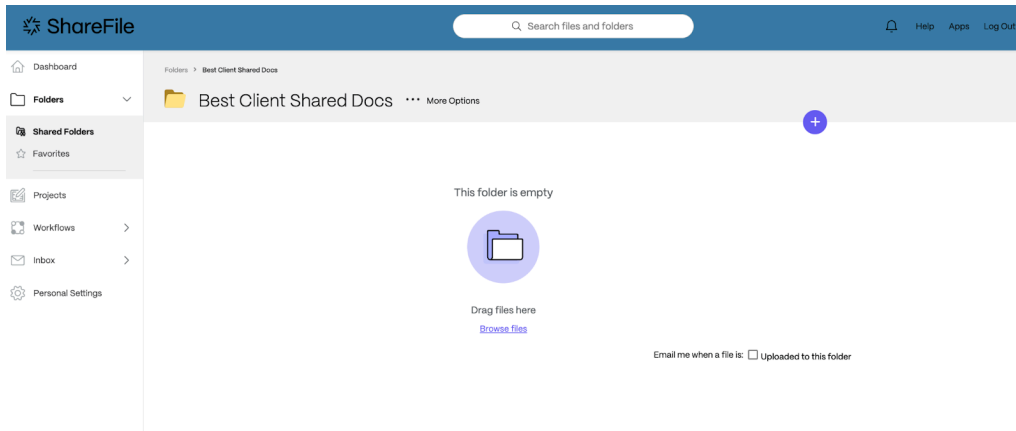 ShareFile
Search files and folders
Help Apps Log Out
Dashboard
Folders
Shared Folders
Favorites
Projects
Workflows
Inbox
Personal Settings
Folders > Best Client Shared Docs
Best Client Shared Docs ··· More Options
+
This folder is empty
Drag files here
Browse files
Email me when a file is: Uploaded to this folder